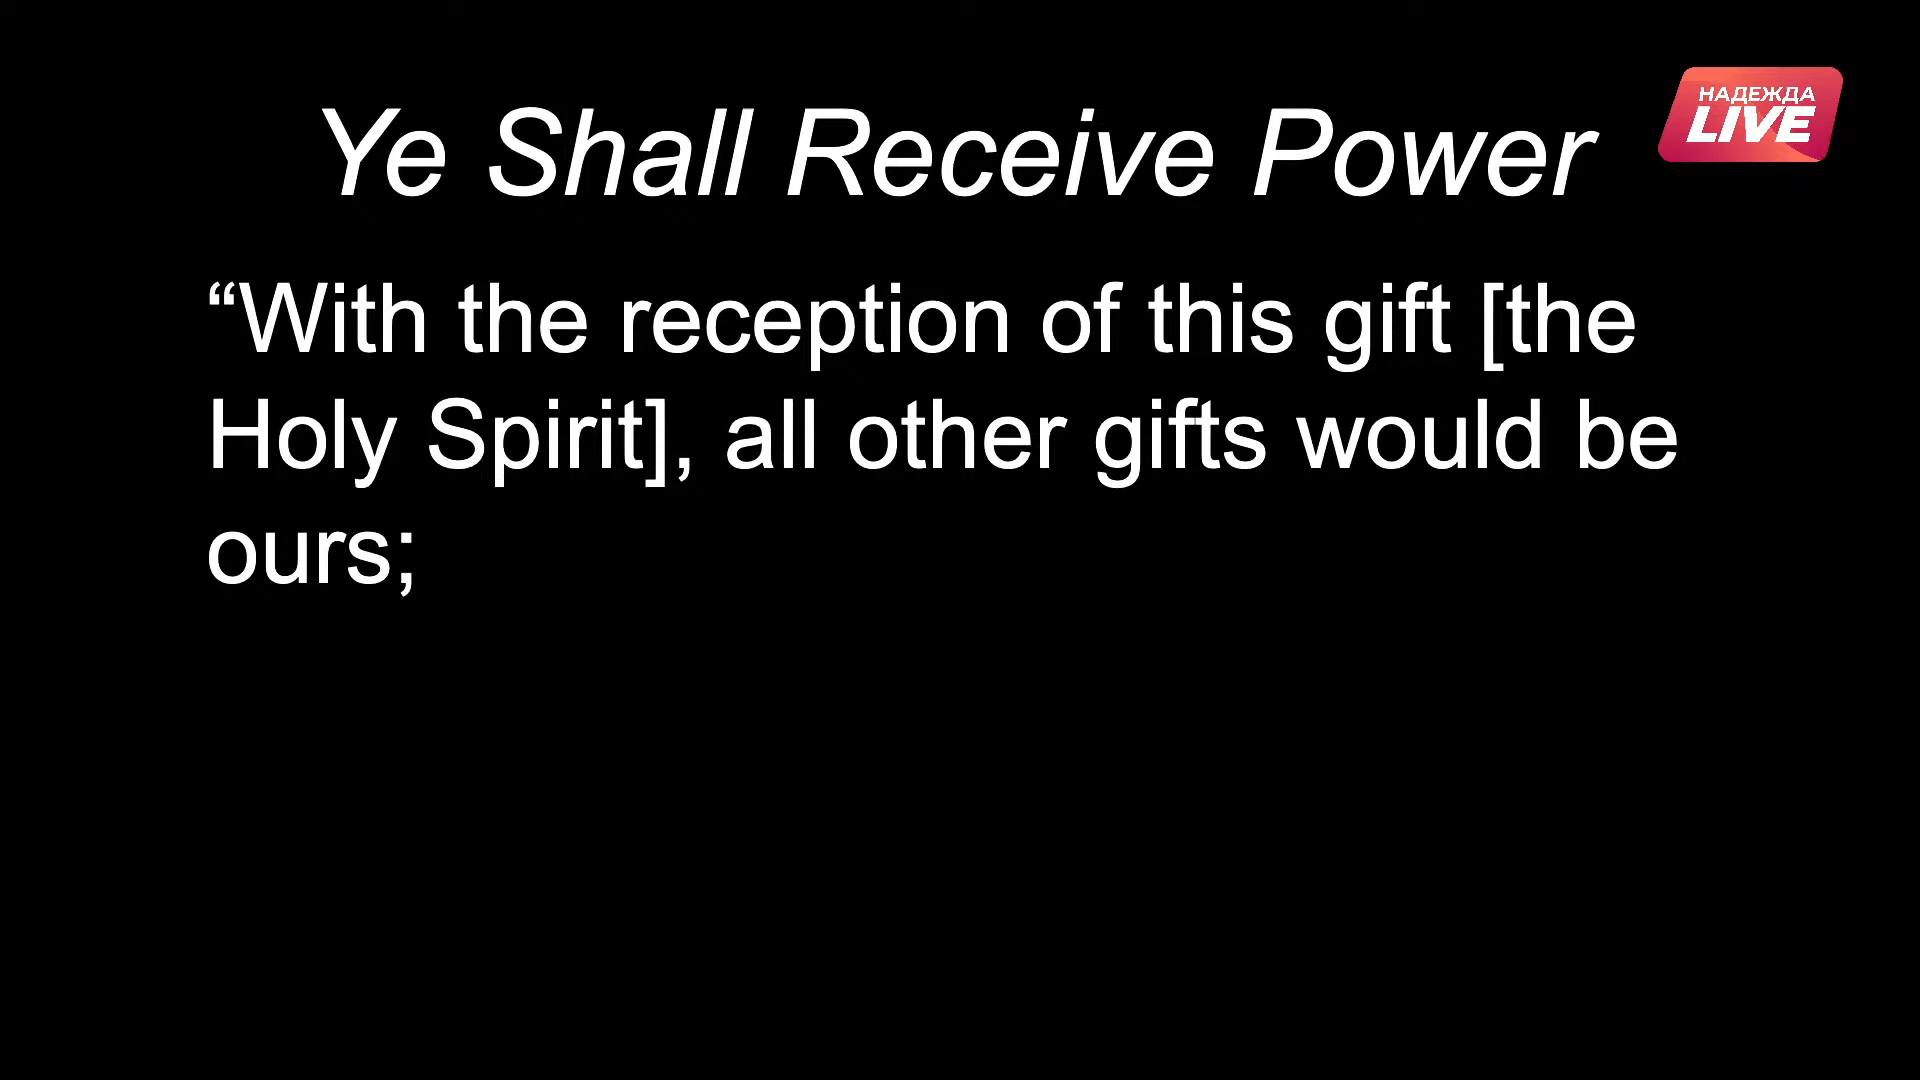 Ye Shall Receive Power
НАДЕЖДА
LIVE
“With the reception of this gift [the
Holy Spirit], all other gifts would be
ours;